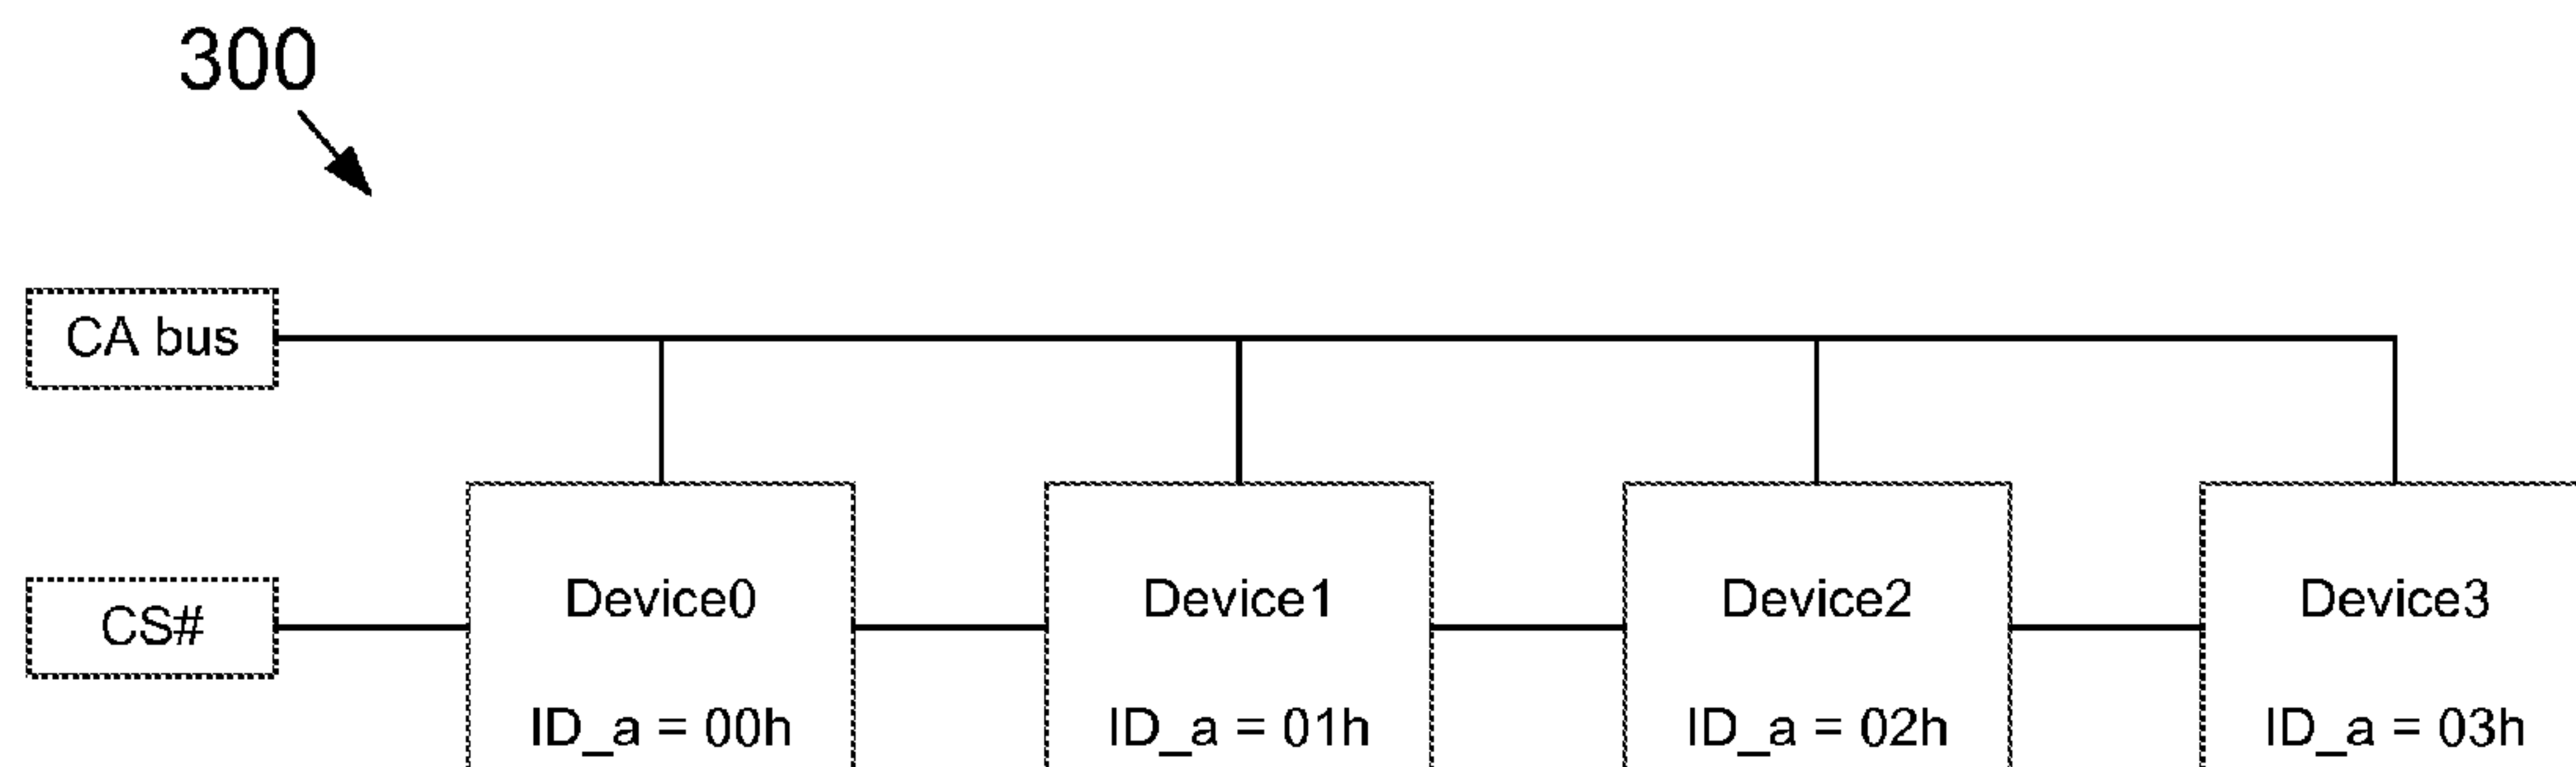 300
CA bus
CS#
Device0
ID_a = 00h
Device1
ID_a = 01h
Device2
ID_a = 02h
Device3
ID_a = 03h